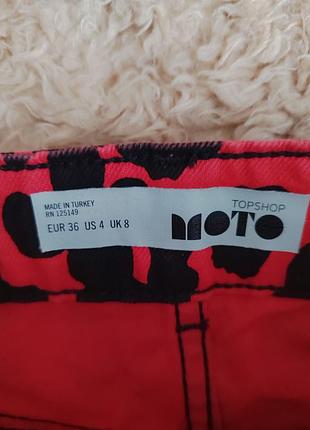 MADE IN TURKEY
RN 125149
EUR 36 US 4 UK 8
TOPSHOP
MOTO